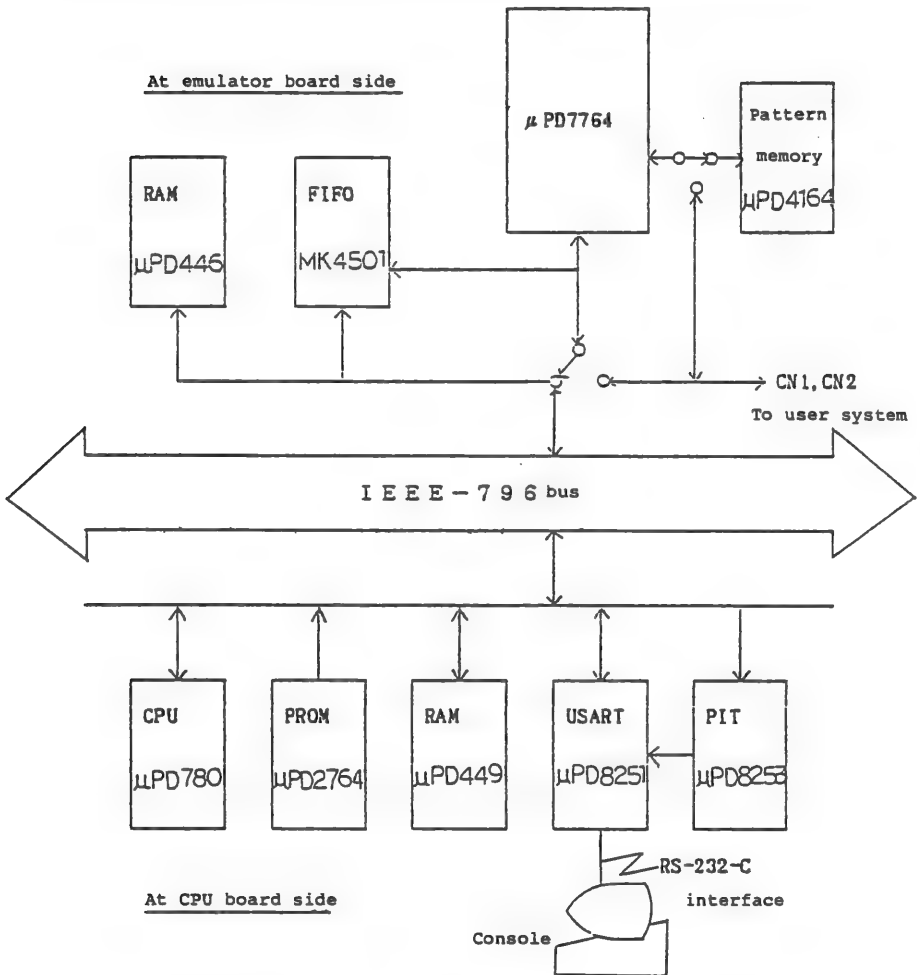 At emulator board side
μPD7764
Pattern
memory
μPD4164
RAM
μPD446
FIFO
MK4501
CN1, CN2
To user system
IEEE-796 bus
CPU
μPD780
PROM
μPD2764
RAM
μPD449
USART
μPD8251
PIT
μPD8253
RS-232-C
interface
At CPU board side
Console